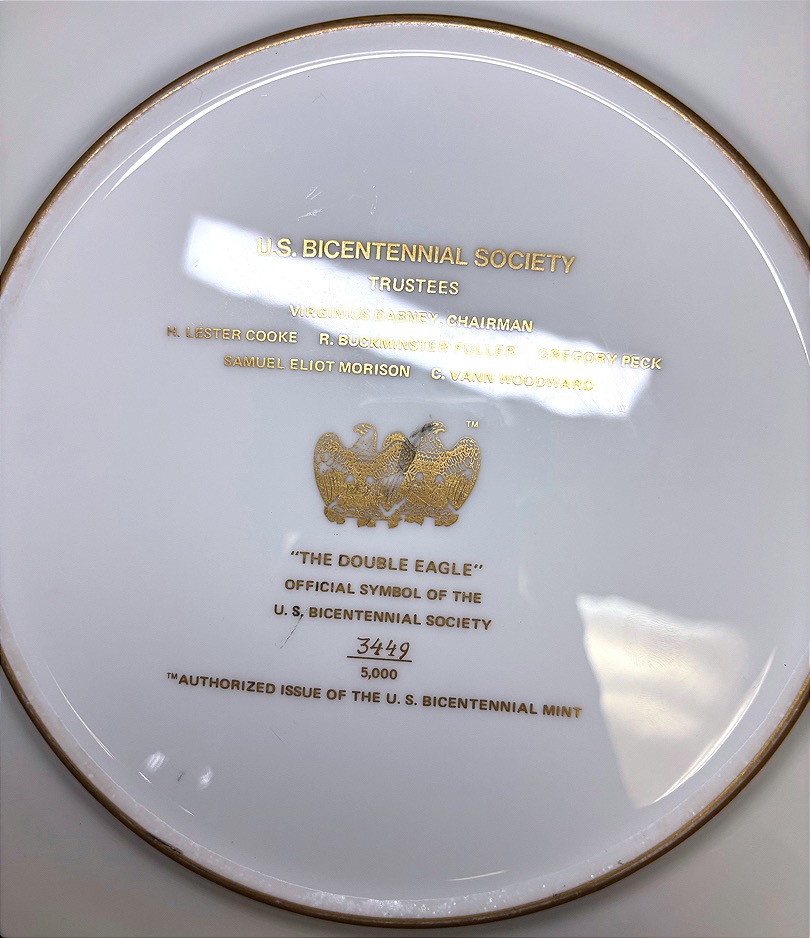 U.S. BICENTENNIAL SOCIETY
TRUSTEES
VIRGINIUS DABNEY, CHAIRMAN
H. LESTER COOKE R. BUCKMINSTER FULLER GREGORY PECK
SAMUEL ELIOT MORISON C. VANN WOODWARD
TM
"THE DOUBLE EAGLE"
OFFICIAL SYMBOL OF THE
U. S. BICENTENNIAL SOCIETY
3449
5,000
TM AUTHORIZED ISSUE OF THE U. S. BICENTENNIAL MINT